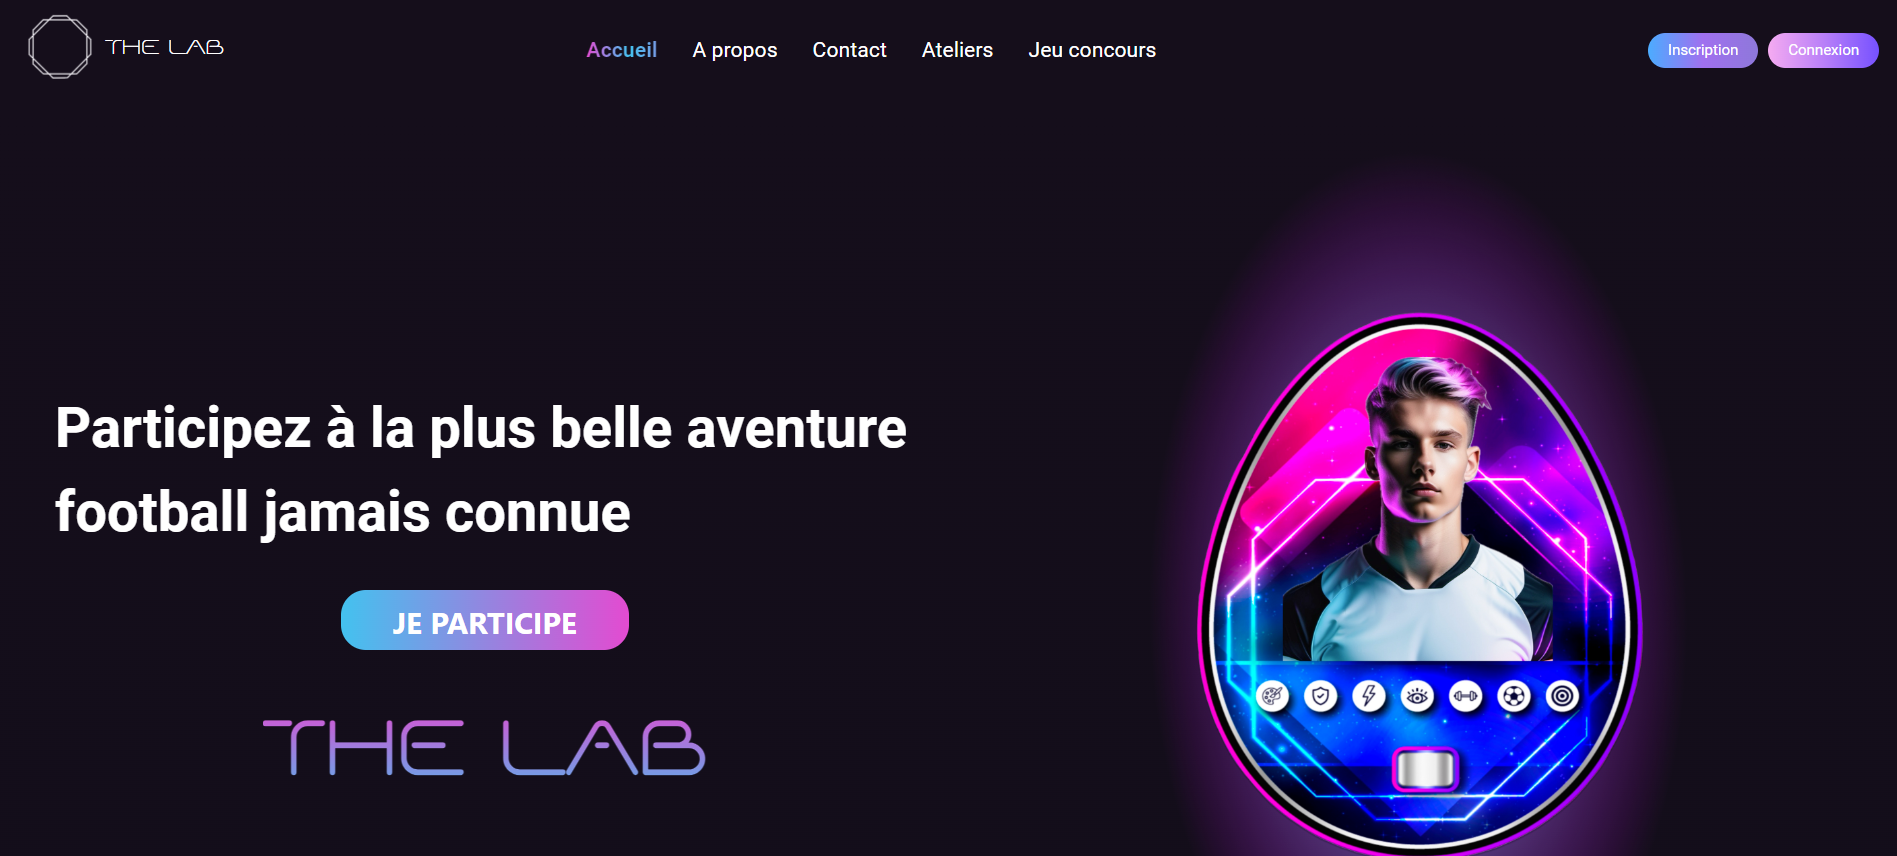 THE LAB
Accueil
A propos
Contact
Ateliers
Jeu concours
Inscription
Connexion
Participez à la plus belle aventure
football jamais connue
JE PARTICIPE
THE LAB